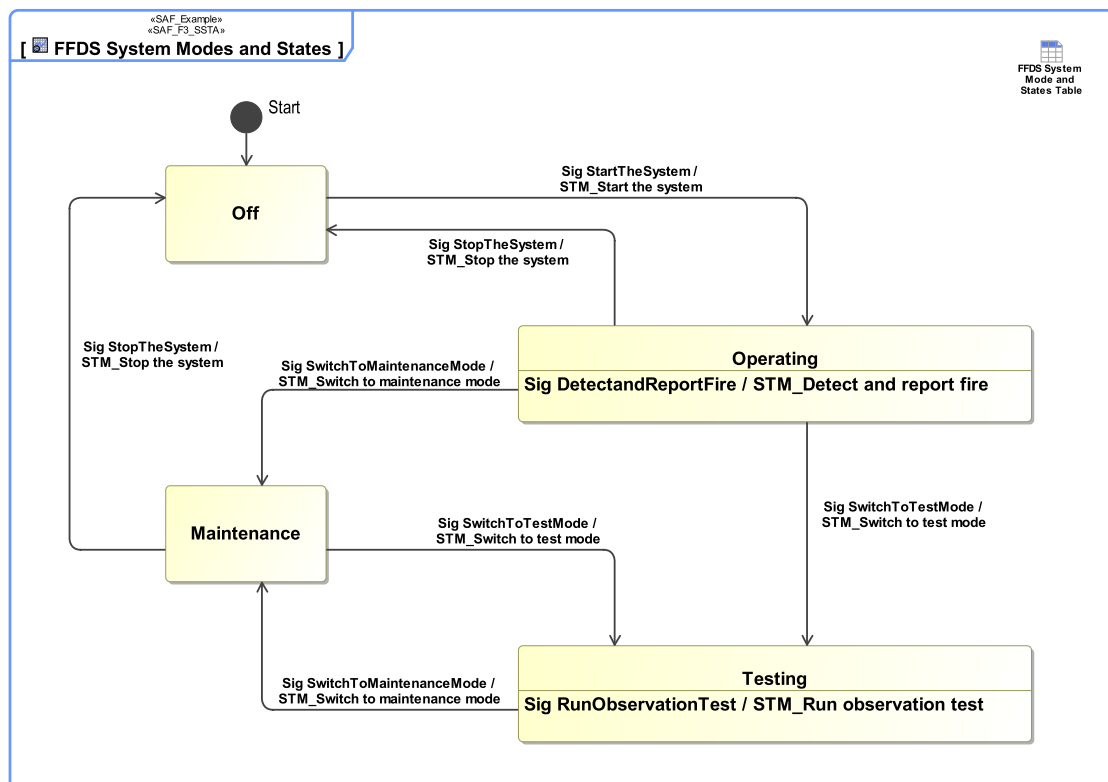 «SAF_Example»
«SAF_F3_SSTA»
[ FFDS System Modes and States ]
FFDS System
Mode and
States Table
Start
Sig StartTheSystem /
STM_Start the system
Off
Sig StopTheSystem /
STM_Stop the system
Sig StopTheSystem /
STM_Stop the system
Sig SwitchToMaintenanceMode /
STM_Switch to maintenance mode
Operating
Sig DetectandReportFire / STM_Detect and report fire
Maintenance
Sig SwitchToTestMode /
STM_Switch to test mode
Sig SwitchToTestMode /
STM_Switch to test mode
Sig SwitchToMaintenanceMode /
STM_Switch to maintenance mode
Testing
Sig RunObservationTest / STM_Run observation test